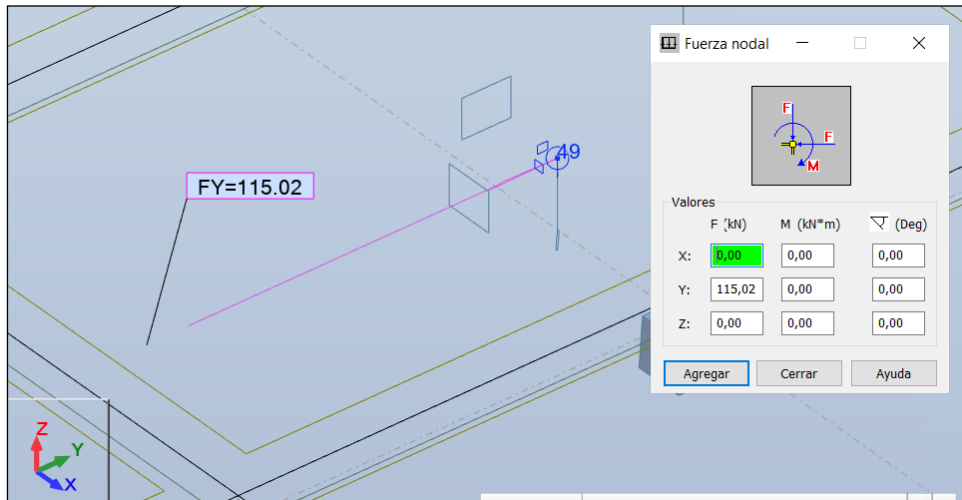 Fuerza nodal
49
F
F
M
FY=115.02
Valores
F (kN) M (kN*m) (Deg)
X: 0,00 0,00 0,00
Y: 115,02 0,00 0,00
Z: 0,00 0,00 0,00
Agregar Cerrar Ayuda
Z
Y
X